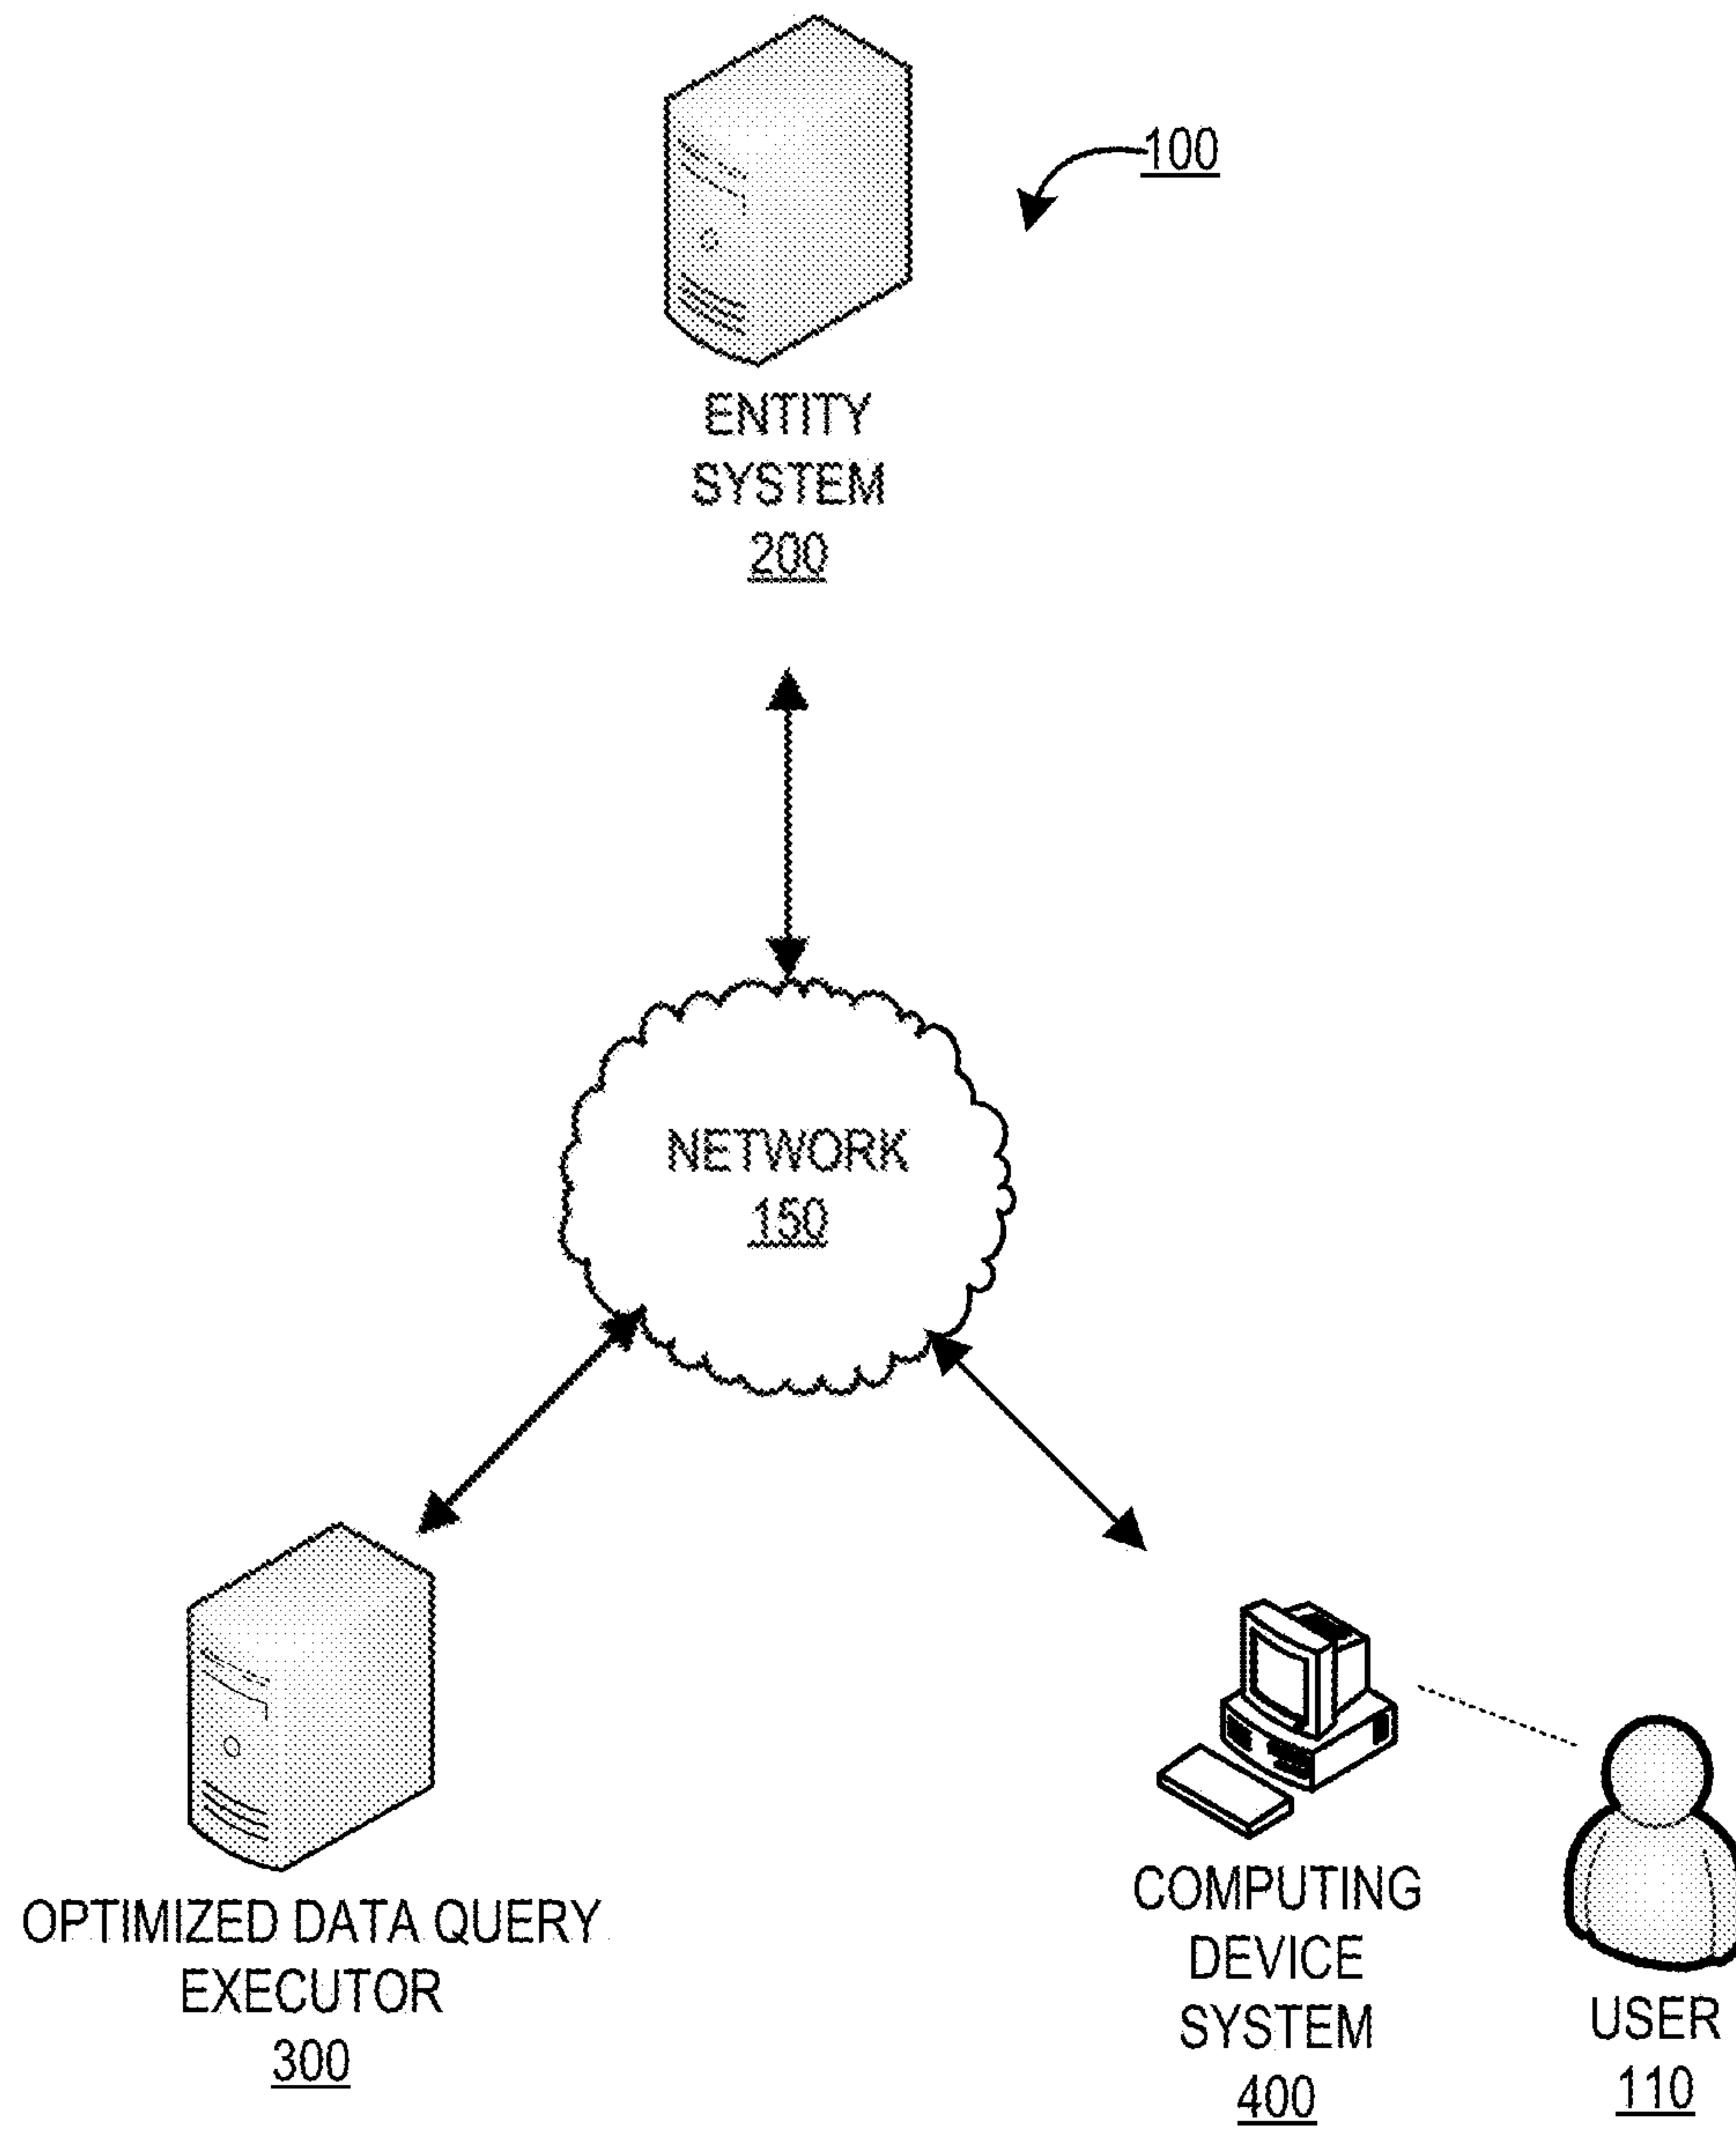 100
ENTITY
SYSTEM
200
NETWORK
150
OPTIMIZED DATA QUERY
EXECUTOR
300
COMPUTING
DEVICE
SYSTEM
400
USER
110